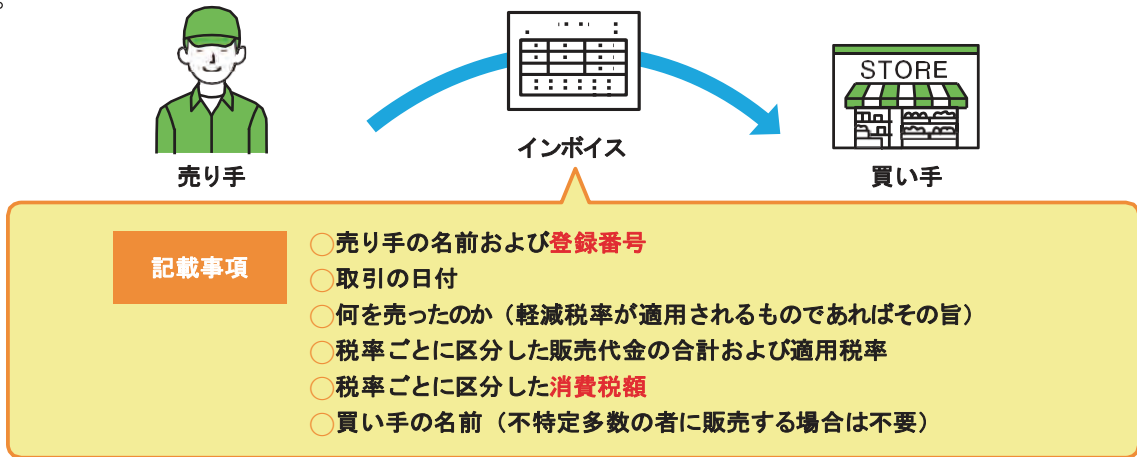 。
STORE
インボイス
売り手
買い手
記載事項
○売り手の名前および登録番号
○取引の日付
○何を売ったのか（軽減税率が適用されるものであればその旨）
○税率ごとに区分した販売代金の合計および適用税率
○税率ごとに区分した消費税額
○買い手の名前（不特定多数の者に販売する場合は不要）